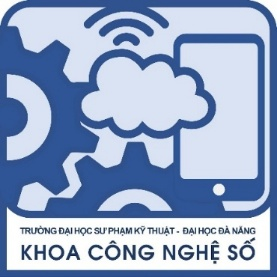 TRƯỜNG ĐẠI HỌC SƯ PHẠM KỸ THUẬT - ĐẠI HỌC ĐÀ NẴNG
KHOA CÔNG NGHỆ SỐ